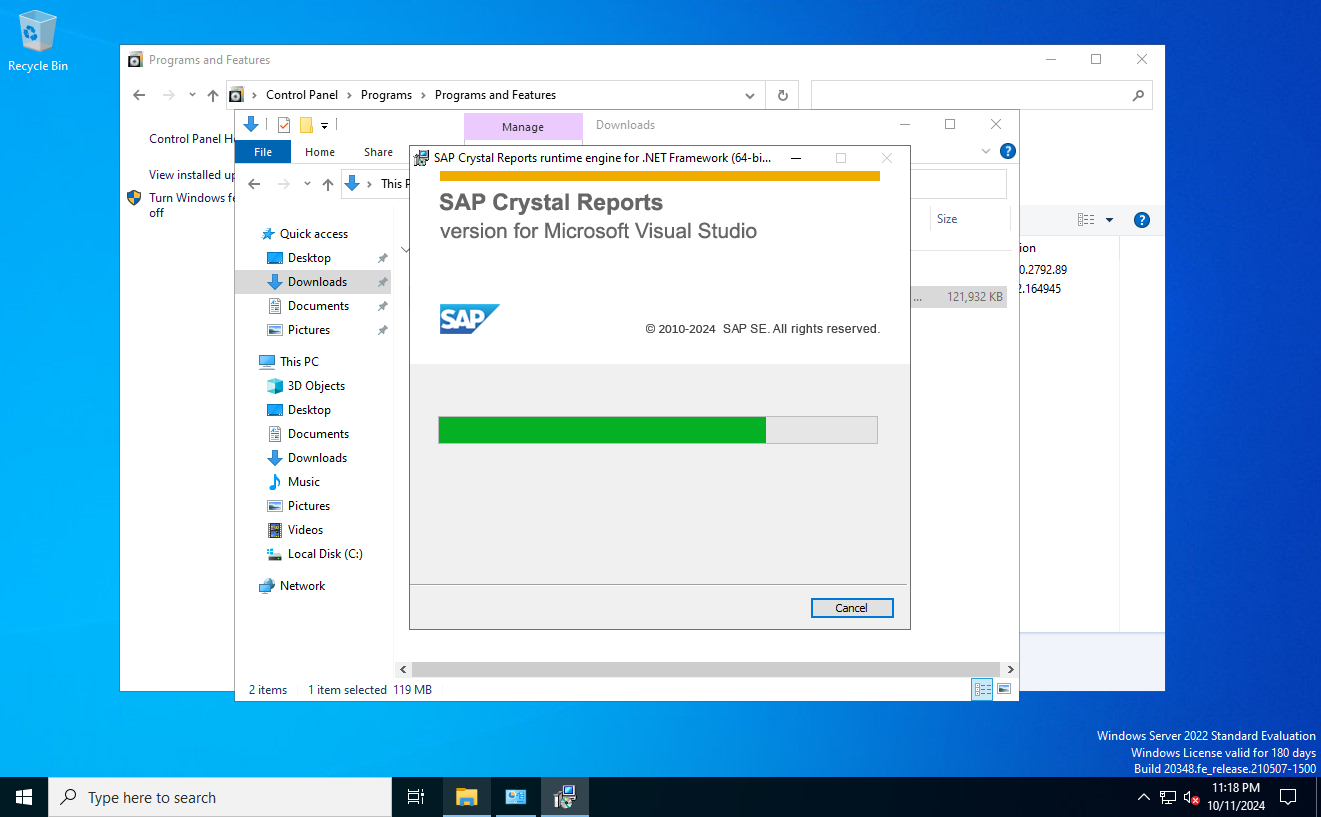 Recycle Bin
Programs and Features
Control Panel > Programs > Programs and Features
Control Panel H
View installed up
Turn Windows fe
off
Manage
Downloads
File
Home
Share
This P
Size
Quick access
Desktop
Downloads
Documents
Pictures
This PC
3D Objects
Desktop
Documents
Downloads
Music
Pictures
Videos
Local Disk (C:)
Network
... 121,932 KB
2 items 1 item selected 119 MB
ion
0.2792.89
2.164945
SAP Crystal Reports runtime engine for .NET Framework (64-bi...
SAP Crystal Reports
version for Microsoft Visual Studio
SAP
© 2010-2024 SAP SE. All rights reserved.
Cancel
Windows Server 2022 Standard Evaluation
Windows License valid for 180 days
Build 20348.fe_release.210507-1500
Type here to search
11:18 PM
10/11/2024